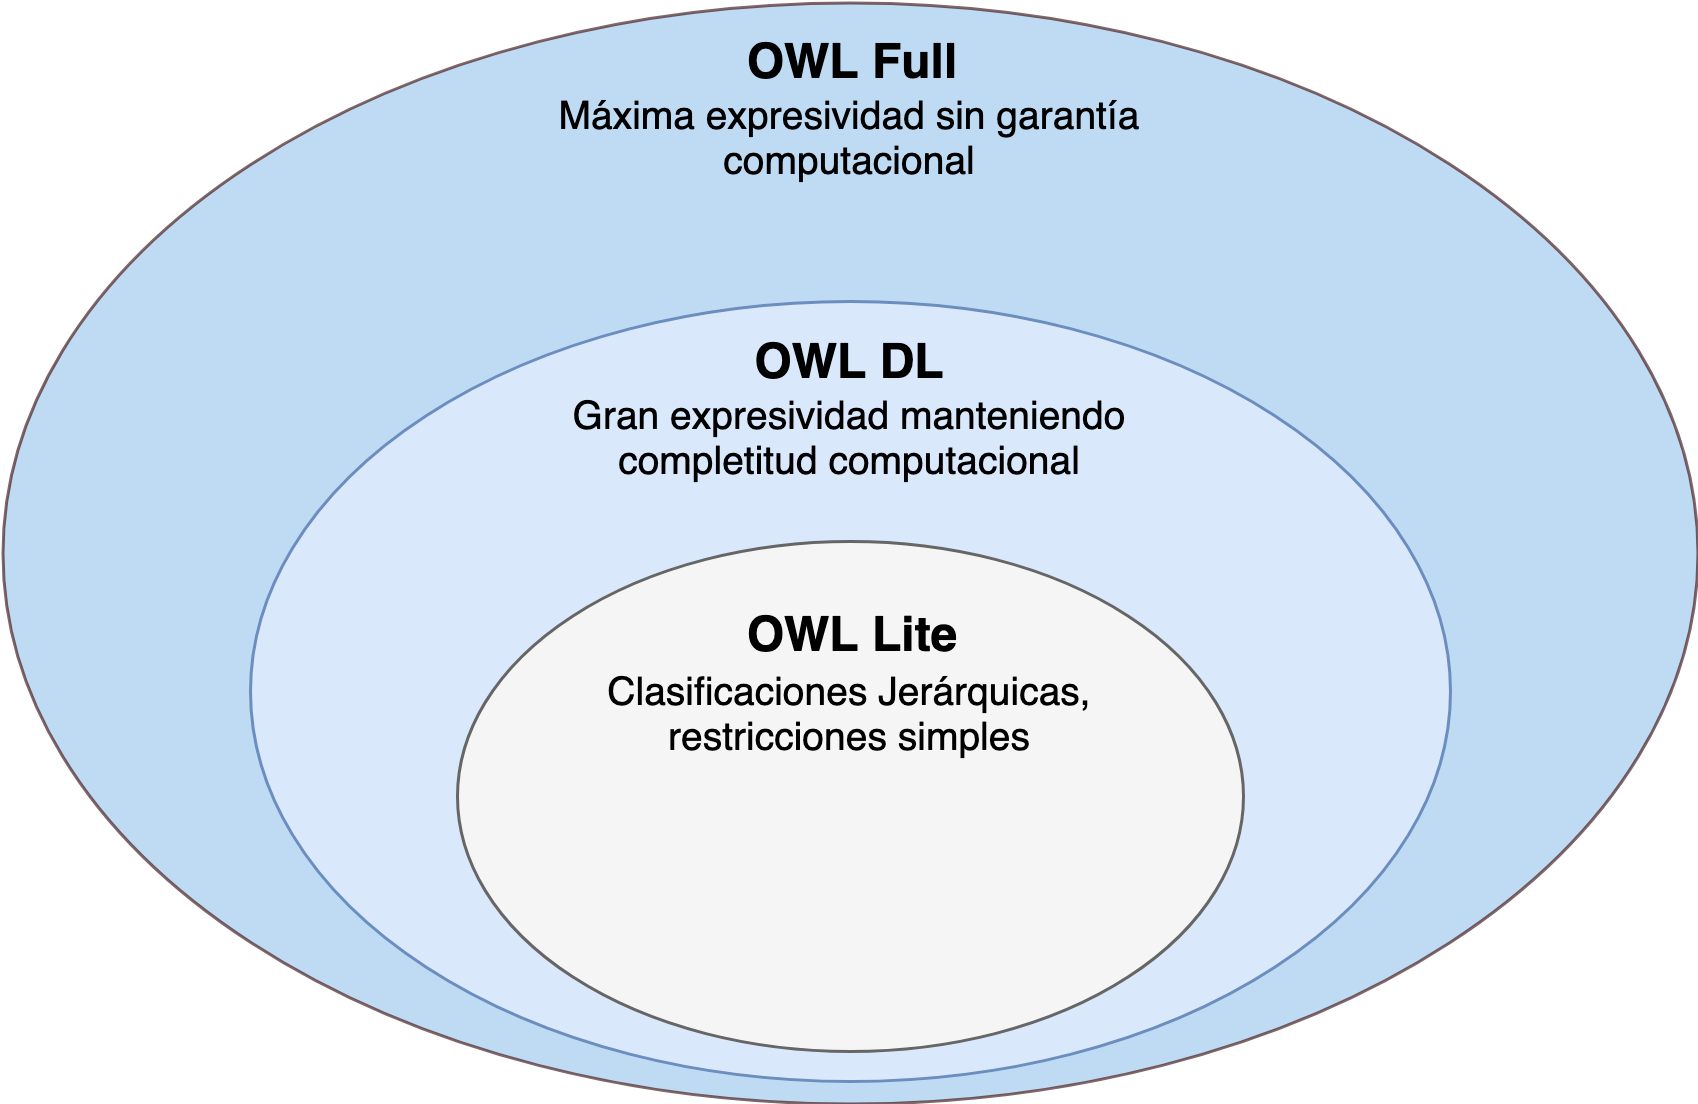 OWL Full
Máxima expresividad sin garantía
computacional
OWL DL
Gran expresividad manteniendo
completitud computacional
OWL Lite
Clasificaciones Jerárquicas,
restricciones simples